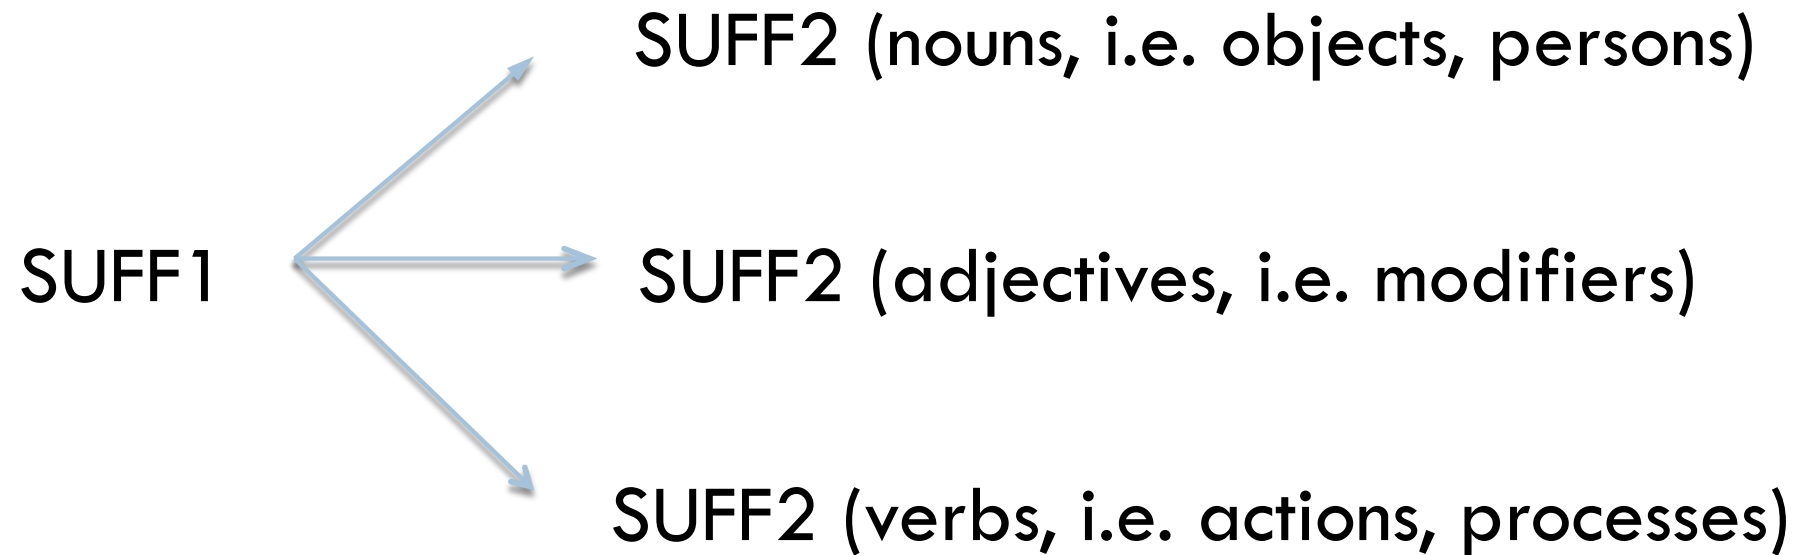 SUFF2 (nouns, i.e. objects, persons)
SUFF1
SUFF2 (adjectives, i.e. modifiers)
SUFF2 (verbs, i.e. actions, processes)